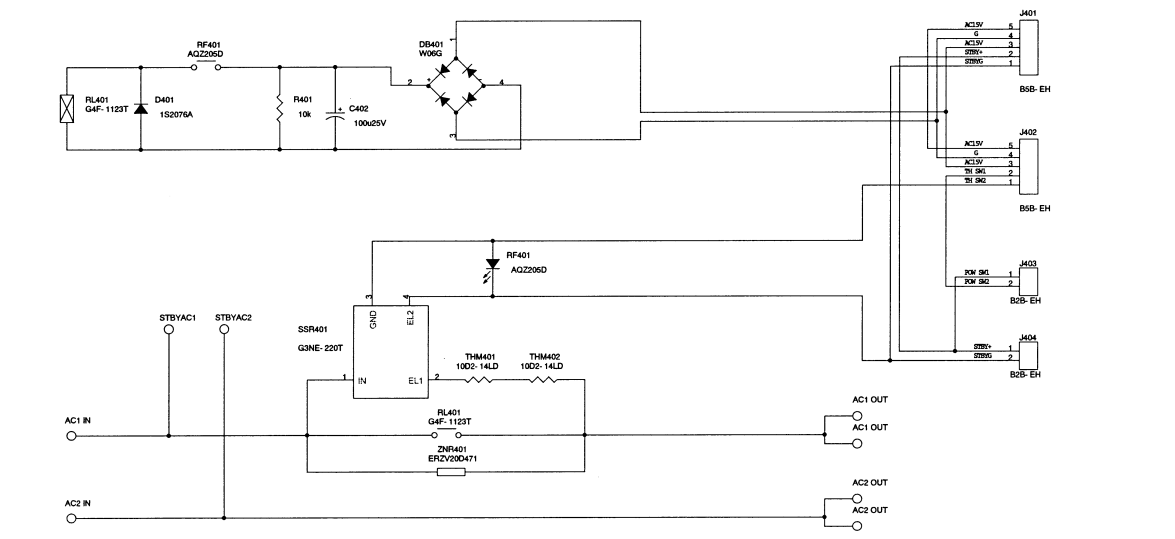 J401
AC15V 5
G 4
AC15V 3
STBY+ 2
STBYG 1
B5B- EH
RF401
AQZ205D
DB401
W06G
1
2 + - 4
3
RL401
G4F- 1123T
D401
1S2076A
R401
10k
+
C402
100u25V
J402
AC15V 5
G 4
AC15V 3
TH SW1 2
TH SW2 1
B5B- EH
RF401
AQZ205D
J403
POW SW1 1
POW SW2 2
B2B- EH
3 4
GND EL2
STBYAC1 STBYAC2
SSR401
G3NE- 220T
J404
STBY+ 1
STBYG 2
B2B- EH
THM401 THM402
10D2- 14LD 10D2- 14LD
1 IN EL1 2
AC1 IN
RL401
G4F- 1123T
AC1 OUT
AC1 OUT
ZNR401
ERZV20D471
AC2 IN
AC2 OUT
AC2 OUT